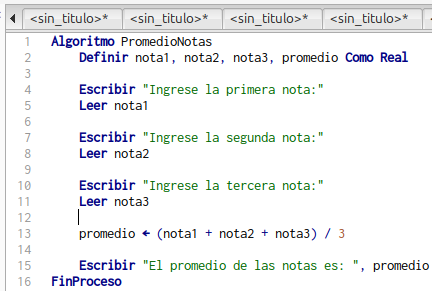 <sin_titulo>* <sin_titulo>* <sin_titulo>* <sin_titulo>*
1 Algoritmo PromedioNotas
2 Definir nota1, nota2, nota3, promedio Como Real
3
4 Escribir "Ingrese la primera nota:"
5 Leer nota1
6
7 Escribir "Ingrese la segunda nota:"
8 Leer nota2
9
10 Escribir "Ingrese la tercera nota:"
11 Leer nota3
12
13 promedio ← (nota1 + nota2 + nota3) / 3
14
15 Escribir "El promedio de las notas es: ", promedio
16 FinProceso